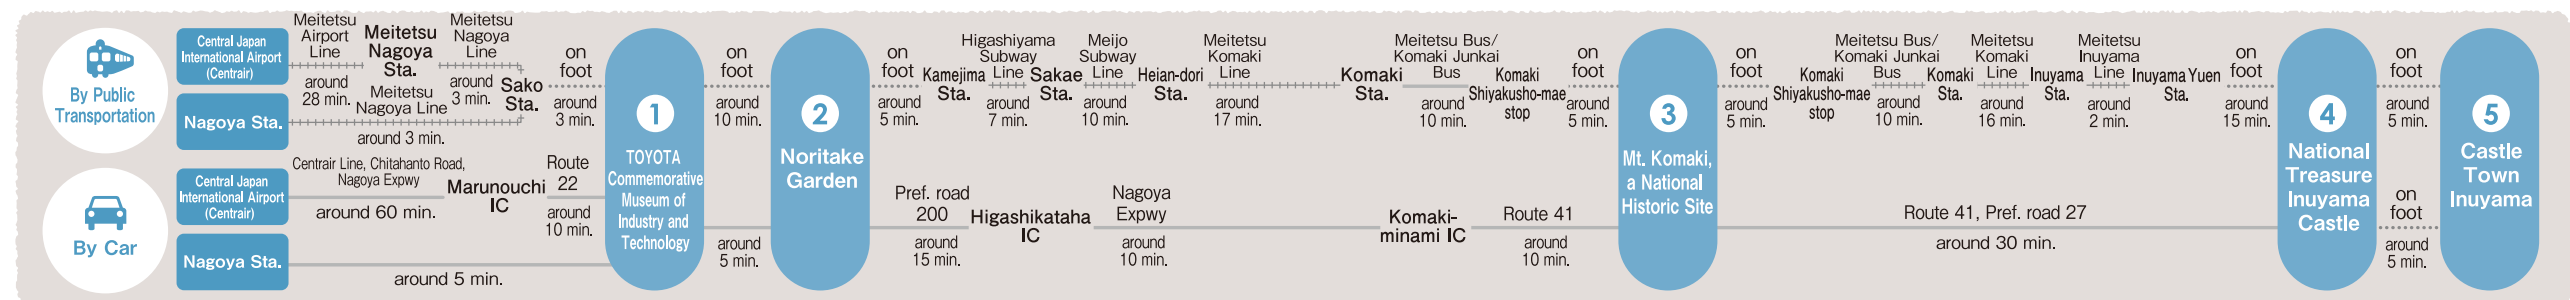 By Public
Transportation
Central Japan
International Airport
(Centrair)
Meitetsu
Airport
Line
around
28 min.
Meitetsu
Nagoya
Sta.
Meitetsu
Nagoya
Line
around
3 min.
Nagoya Sta.
Meitetsu
Nagoya Line
around 3 min.
Sako
Sta.
on
foot
around
3 min.
1
TOYOTA
Commemorative
Museum of
Industry and
Technology
on
foot
around
10 min.
2
Noritake
Garden
on
foot
around
5 min.
Kamejima
Sta.
Higashiyama
Subway
Line
around
7 min.
Sakae
Sta.
Meijo
Subway
Line
around
10 min.
Heian-dori
Sta.
Meitetsu
Komaki
Line
around
17 min.
Komaki
Sta.
Meitetsu Bus/
Komaki Junkai
Bus
around
10 min.
Komaki
Shiyakusho-mae
stop
on
foot
around
5 min.
3
Mt. Komaki,
a National
Historic Site
on
foot
around
5 min.
Komaki
Shiyakusho-mae
stop
Meitetsu Bus/
Komaki Junkai
Bus
around
10 min.
Komaki
Sta.
Meitetsu
Komaki
Line
around
16 min.
Inuyama
Sta.
Meitetsu
Inuyama
Line
around
2 min.
Inuyama Yuen
Sta.
on
foot
around
15 min.
4
National
Treasure
Inuyama
Castle
on
foot
around
5 min.
5
Castle
Town
Inuyama
By Car
Central Japan
International Airport
(Centrair)
Centrair Line, Chitahanto Road,
Nagoya Expwy
around 60 min.
Marunouchi
IC
Route
22
around
10 min.
Nagoya Sta.
around 5 min.
around
5 min.
Pref. road
200
around
15 min.
Higashikataha
IC
Nagoya
Expwy
around
10 min.
Komaki-
minami IC
Route 41
around
10 min.
Route 41, Pref. road 27
around 30 min.
on
foot
around
5 min.